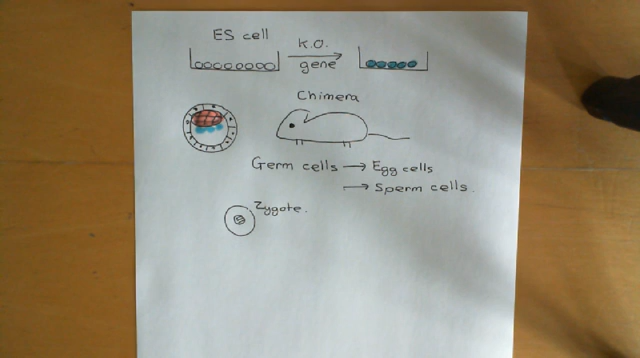 ES cell
K.O.
gene
Chimera
Germ cells → Egg cells
→ Sperm cells.
Zygote.